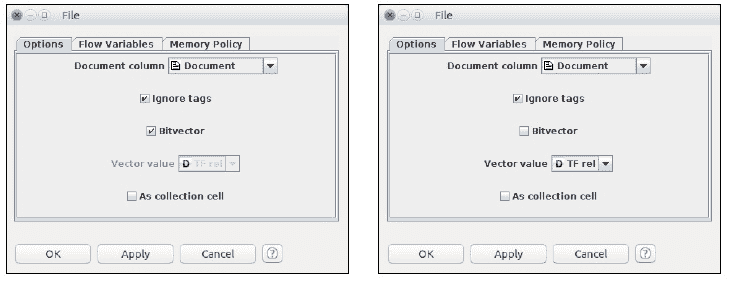 File
Options Flow Variables Memory Policy
Document column Document
Ignore tags
Bitvector
Vector value D TF rel
As collection cell
OK Apply Cancel ?
File
Options Flow Variables Memory Policy
Document column Document
Ignore tags
Bitvector
Vector value D TF rel
As collection cell
OK Apply Cancel ?